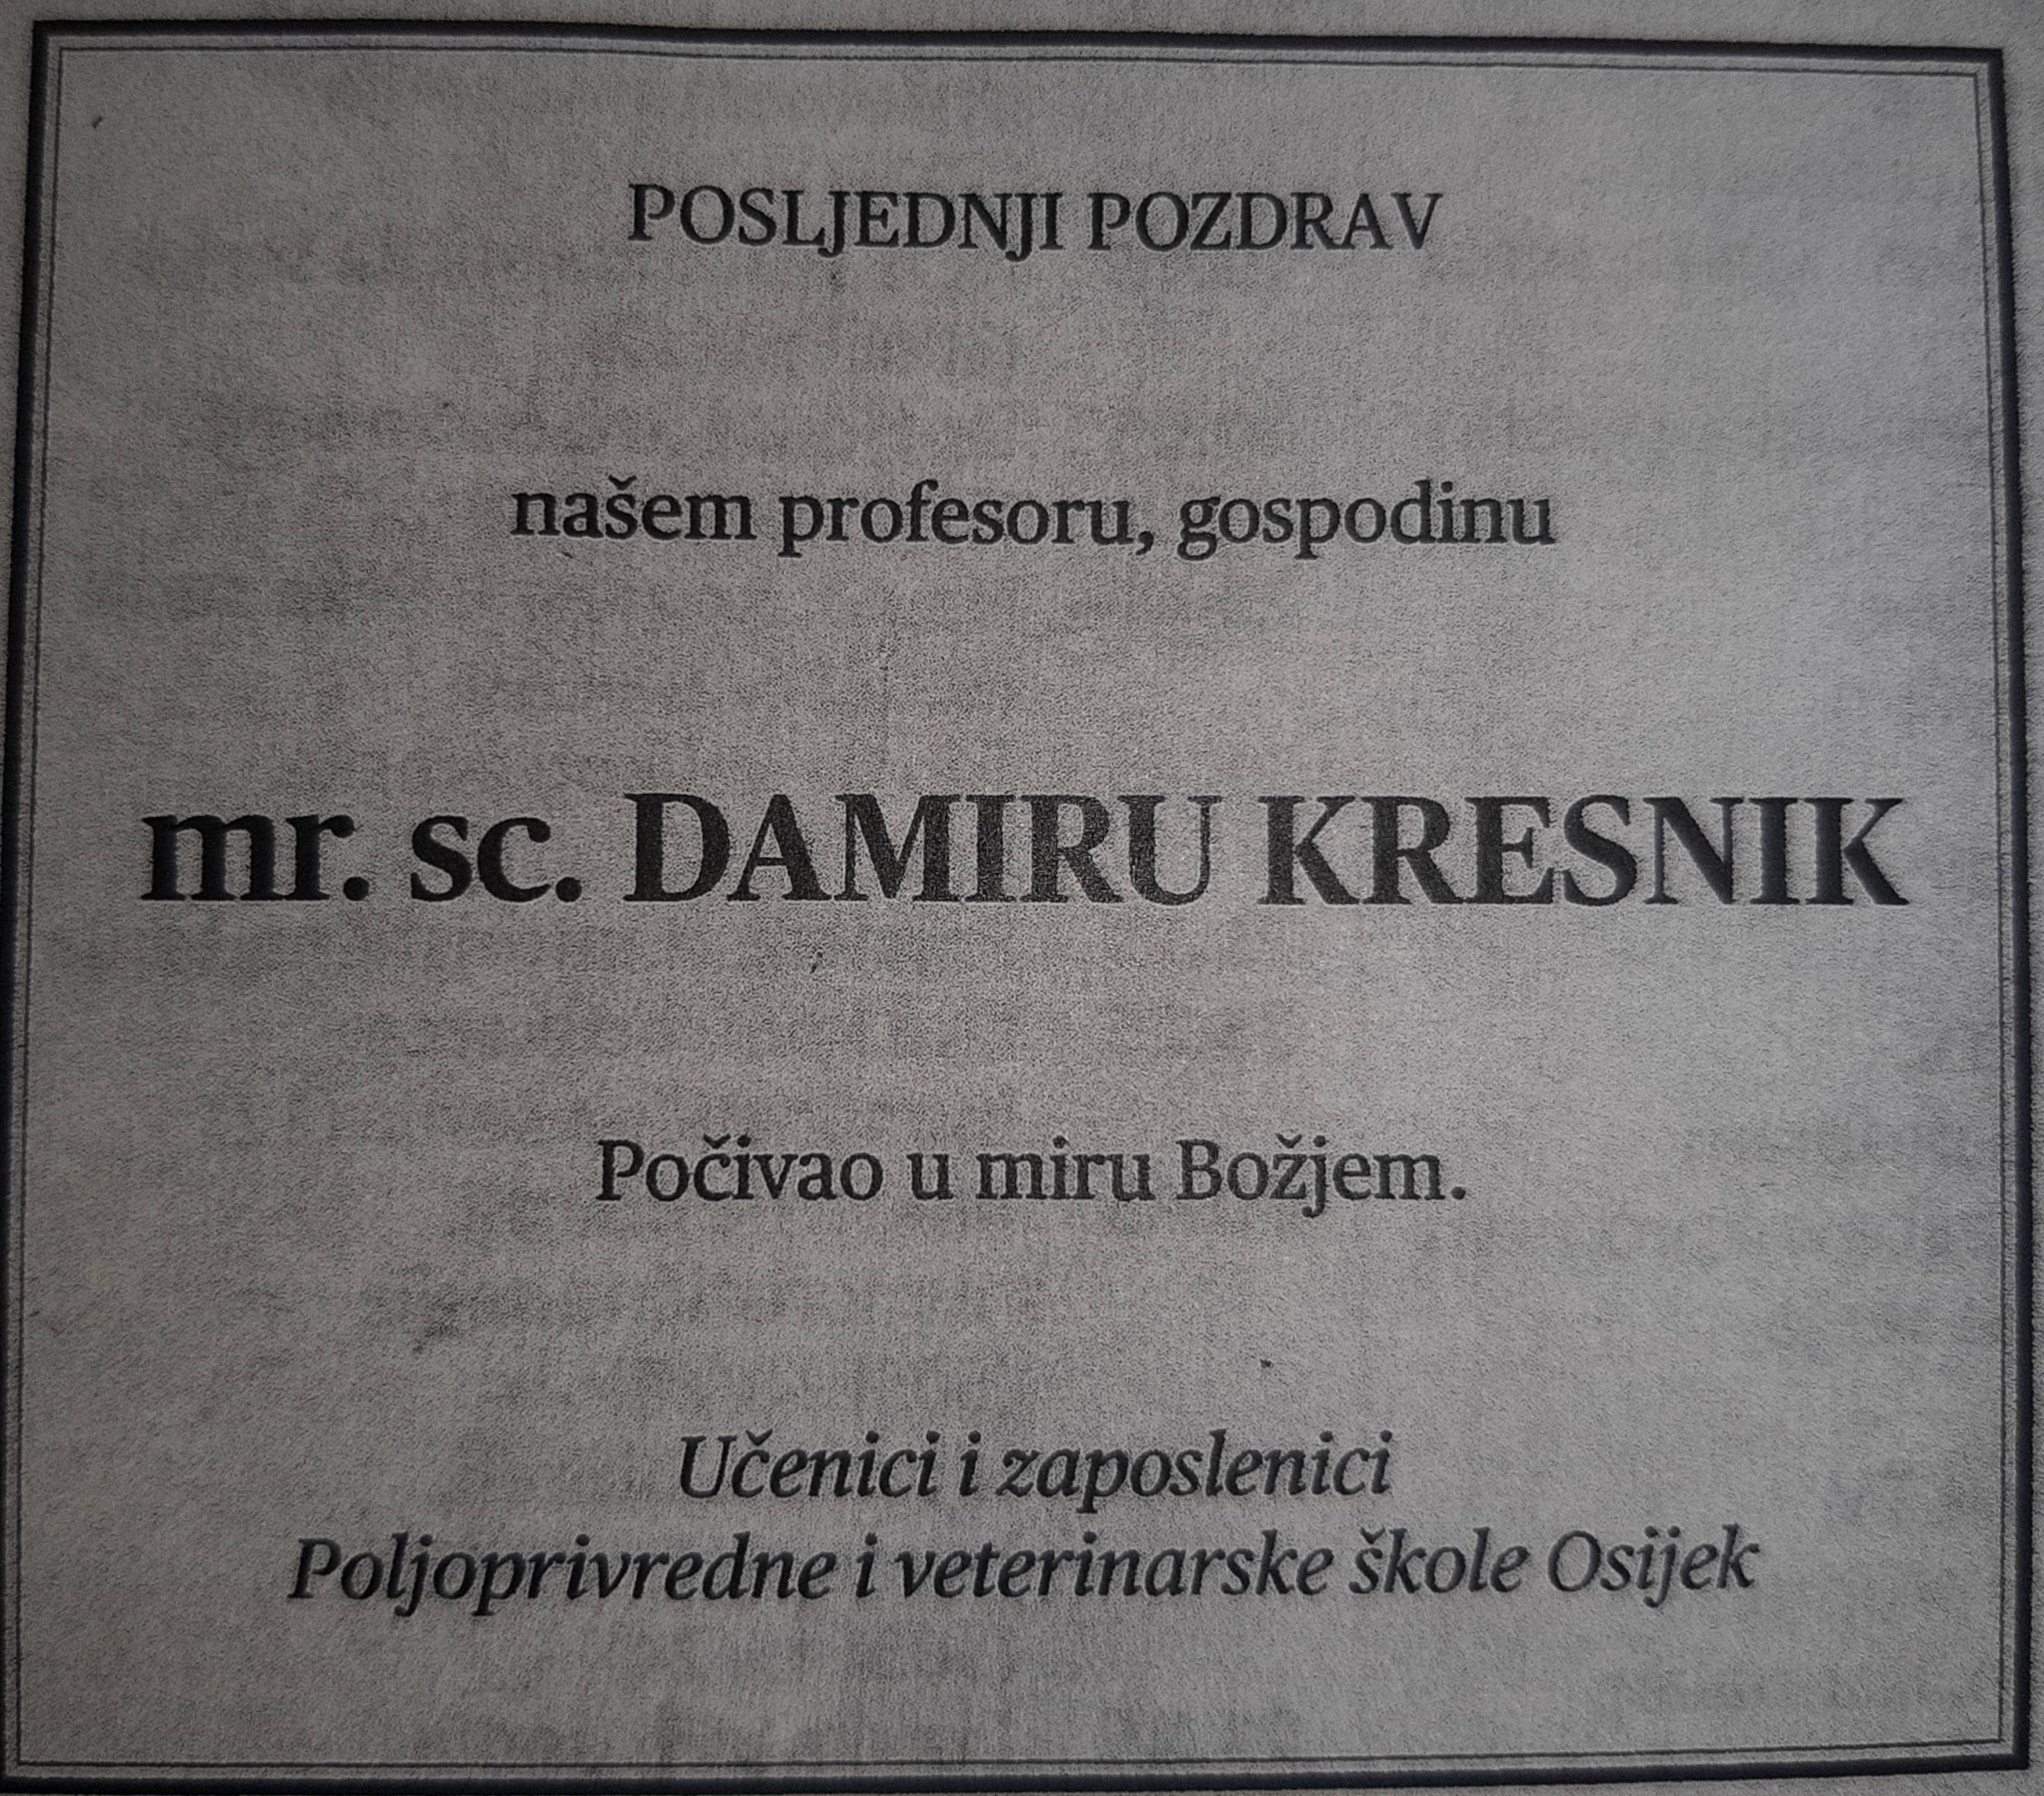 POSLJEDNJI POZDRAV
našem profesoru, gospodinu
mr. sc. DAMIRU KRESNIK
Počivao u miru Božjem.
Učenici i zaposlenici
Poljoprivredne i veterinarske škole Osijek